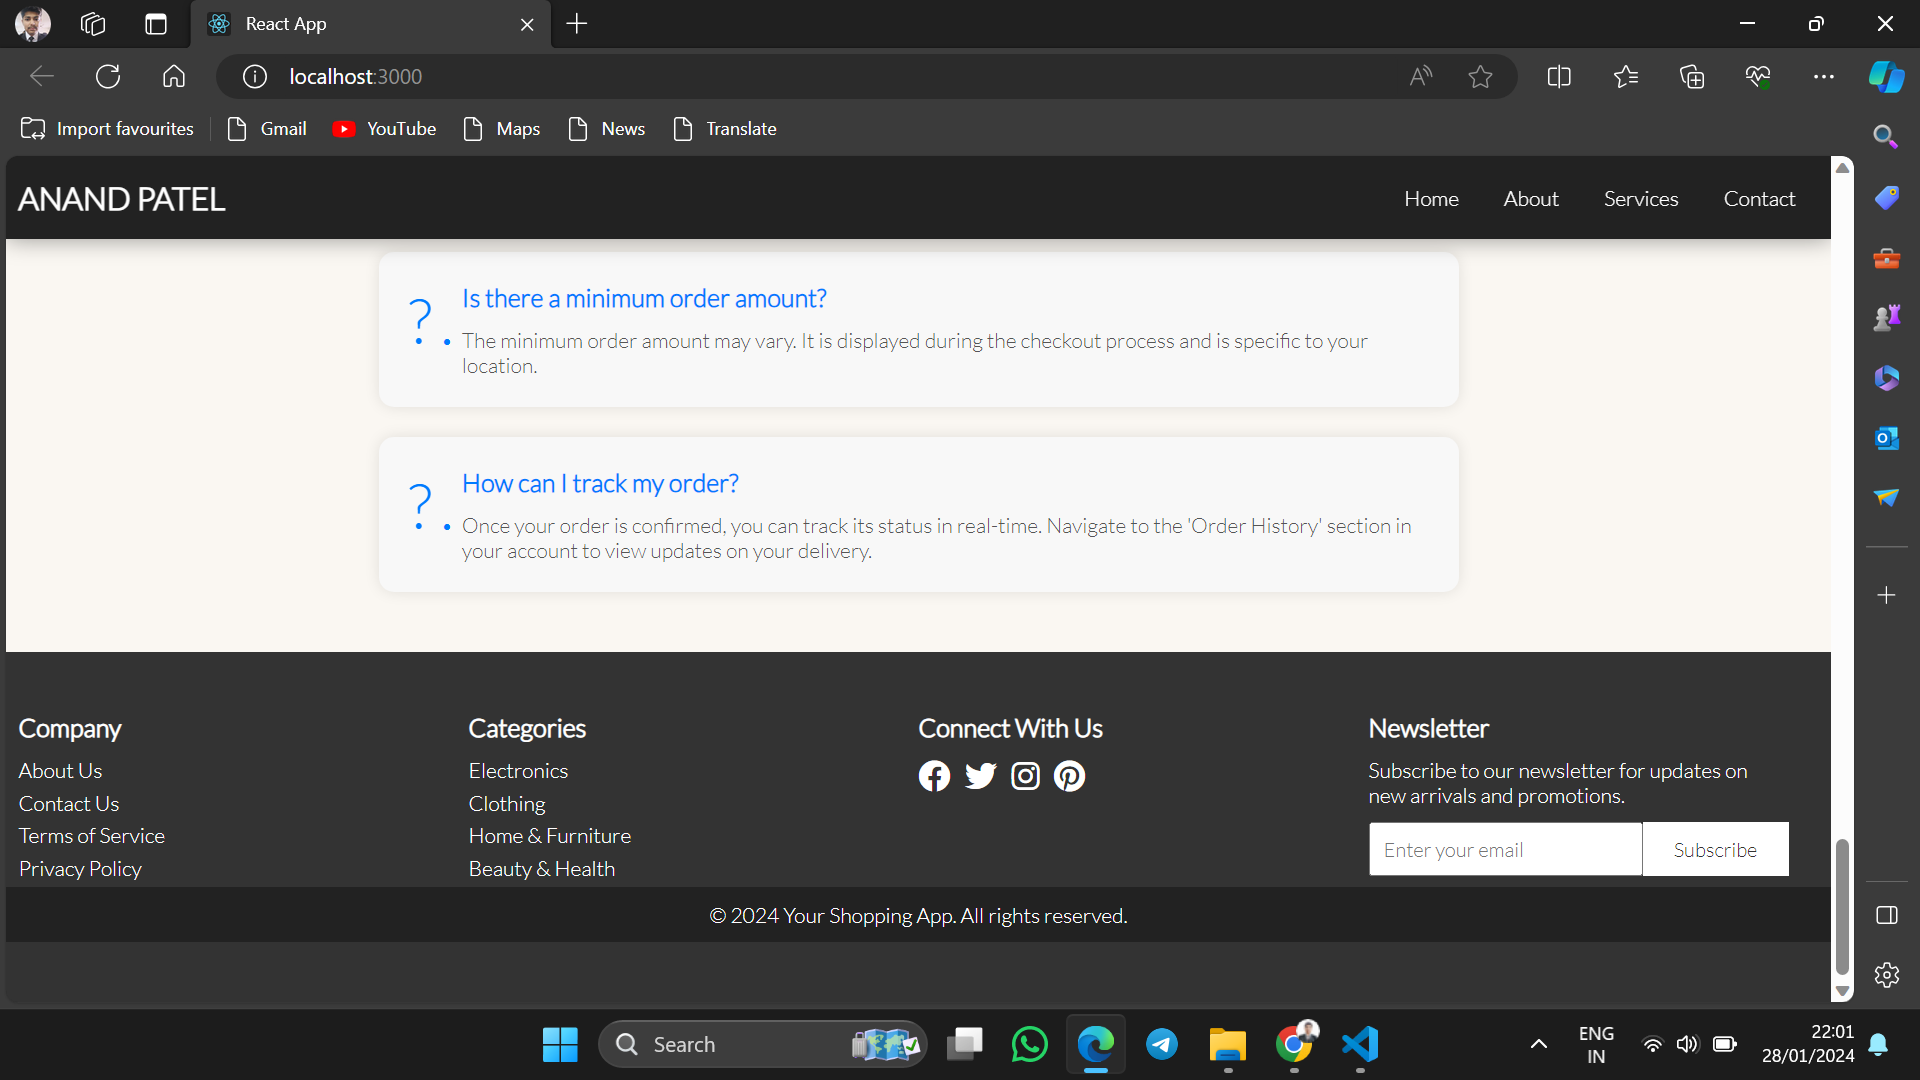 React App
localhost:3000
Import favourites
Gmail
YouTube
Maps
News
Translate
ANAND PATEL
Home
About
Services
Contact
?
Is there a minimum order amount?
• The minimum order amount may vary. It is displayed during the checkout process and is specific to your
location.
?
How can I track my order?
• Once your order is confirmed, you can track its status in real-time. Navigate to the 'Order History' section in
your account to view updates on your delivery.
Company
About Us
Contact Us
Terms of Service
Privacy Policy
Categories
Electronics
Clothing
Home & Furniture
Beauty & Health
Connect With Us
Newsletter
Subscribe to our newsletter for updates on
new arrivals and promotions.
Enter your email
Subscribe
© 2024 Your Shopping App. All rights reserved.
Search
ENG
IN
22:01
28/01/2024